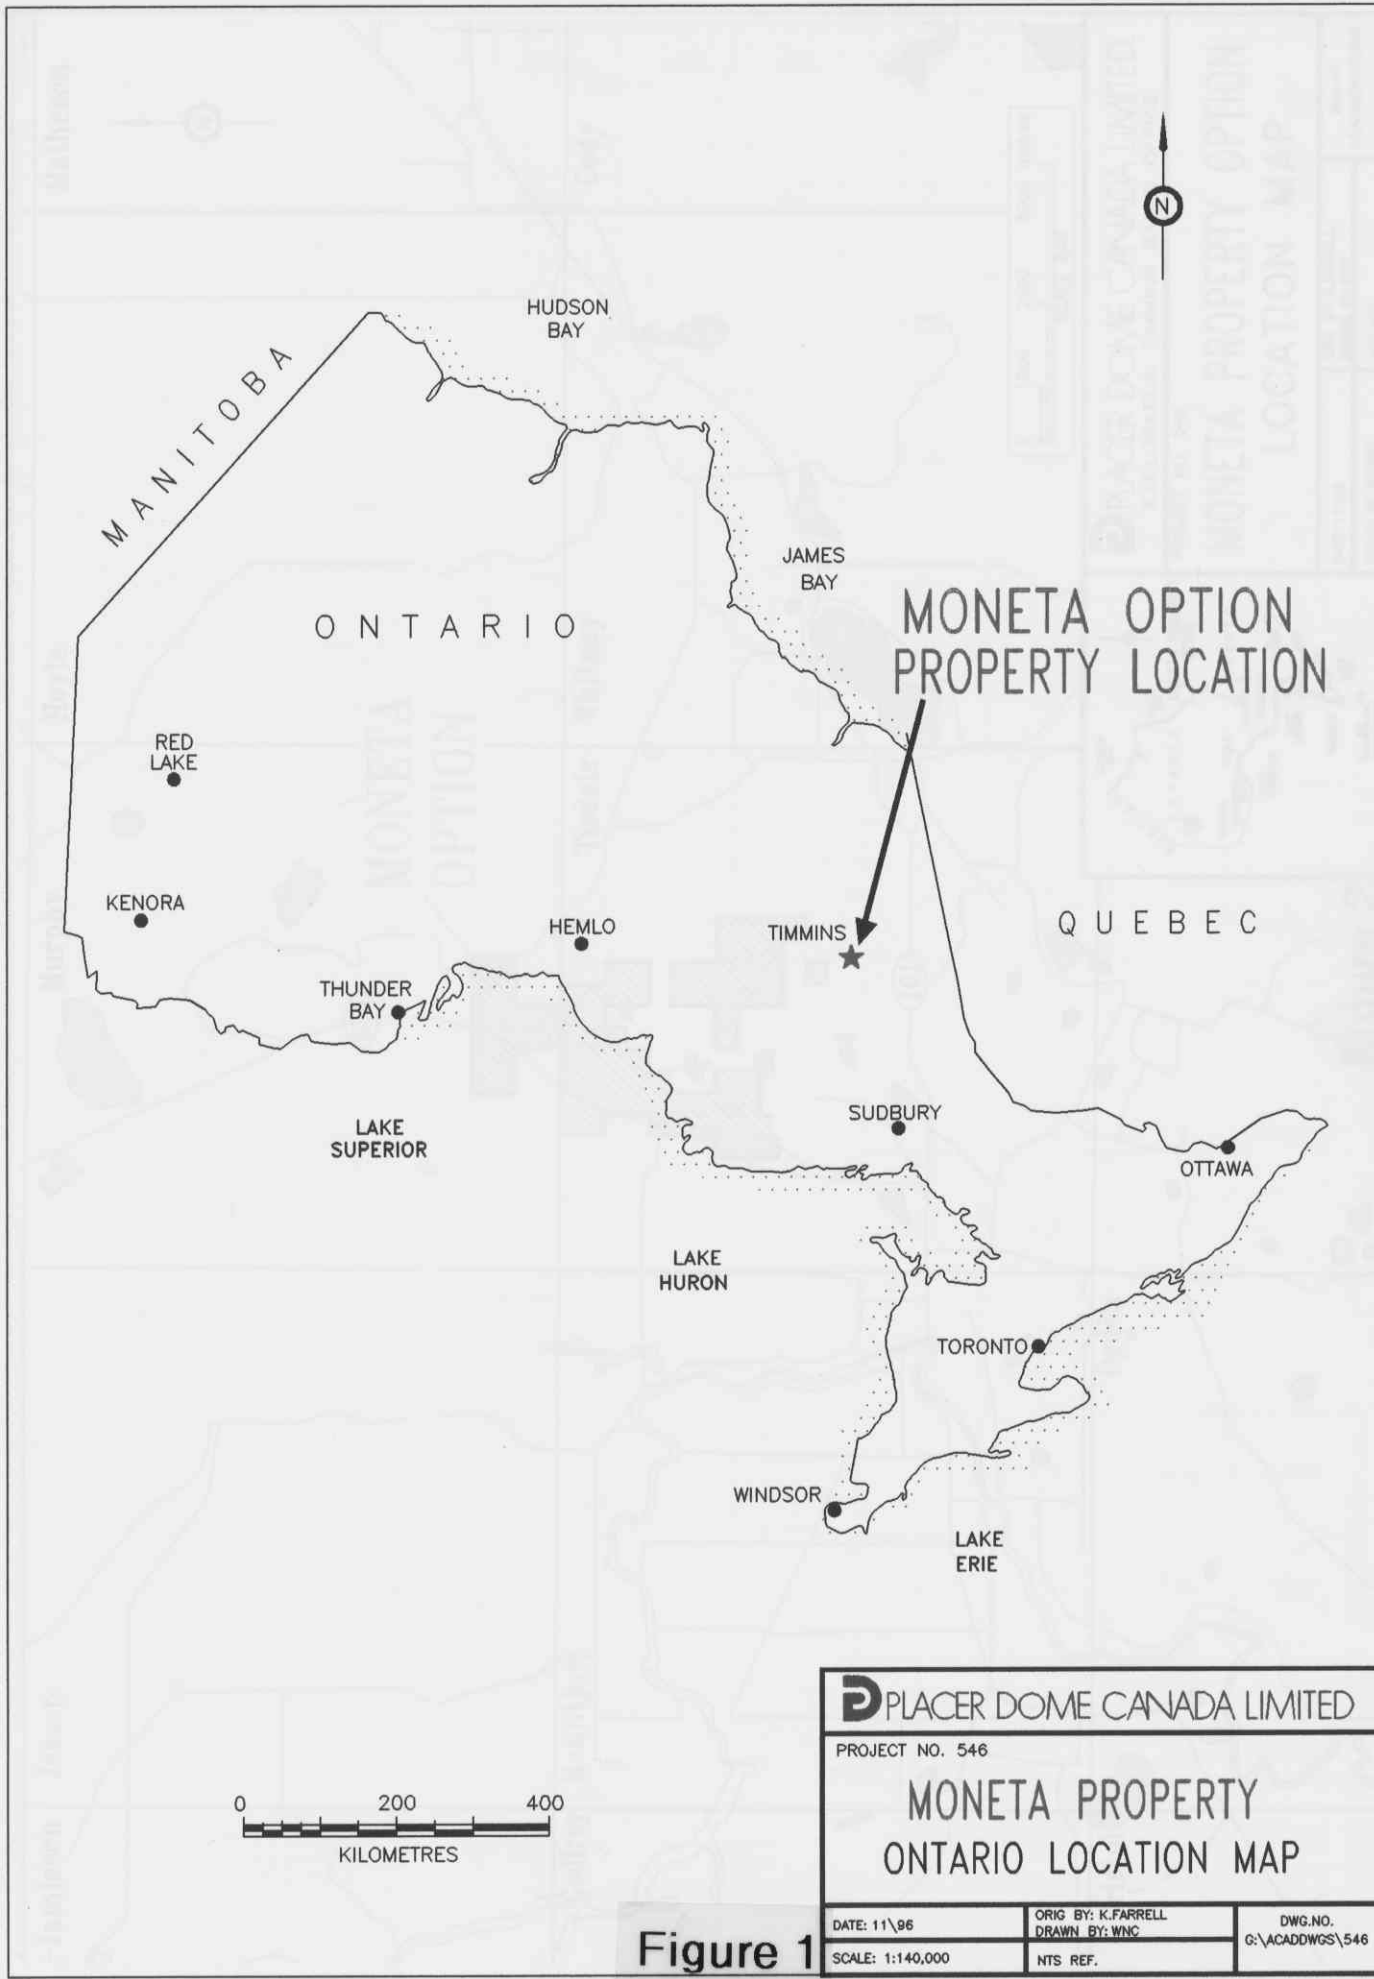 N
HUDSON
BAY
MANITOBA
JAMES
BAY
MONETA OPTION
PROPERTY LOCATION
ONTARIO
RED
LAKE
KENORA
HEMLO
TIMMINS
QUEBEC
THUNDER
BAY
LAKE
SUPERIOR
SUDBURY
OTTAWA
LAKE
HURON
TORONTO
WINDSOR
LAKE
ERIE
0 200 400
KILOMETRES
PLACER DOME CANADA LIMITED
PROJECT NO. 546
MONETA PROPERTY
ONTARIO LOCATION MAP
DATE: 11\96
ORIG BY: K.FARRELL
DRAWN BY: WNC
DWG.NO.
G:\ACADDWGS\546
SCALE: 1:140,000
NTS REF.
Figure 1